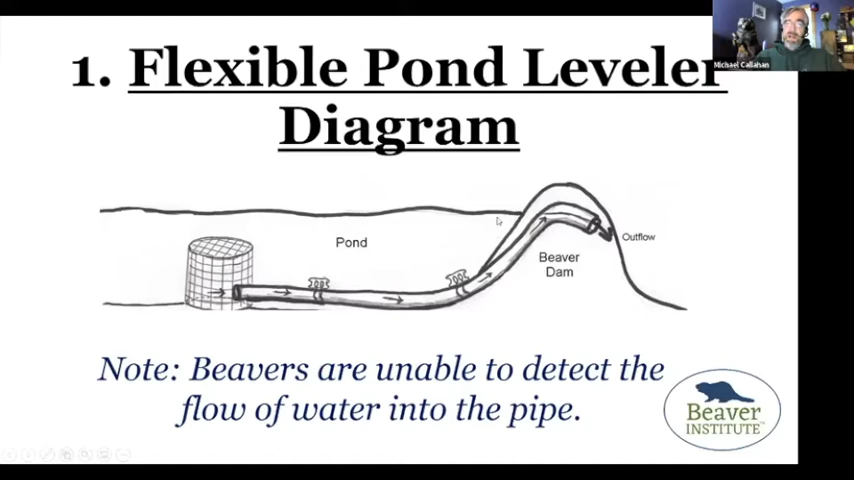 Michael Callahan
1. Flexible Pond Leveler
Diagram
Pond
Outflow
Beaver
Dam
Note: Beavers are unable to detect the
flow of water into the pipe.
Beaver
INSTITUTE™